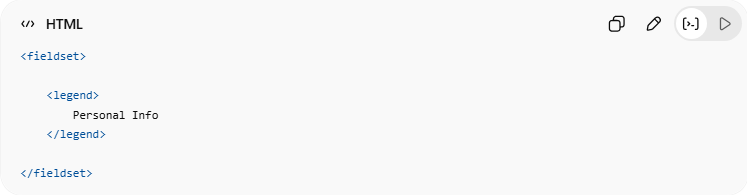 HTML
<fieldset>
<legend>
Personal Info
</legend>
</fieldset>